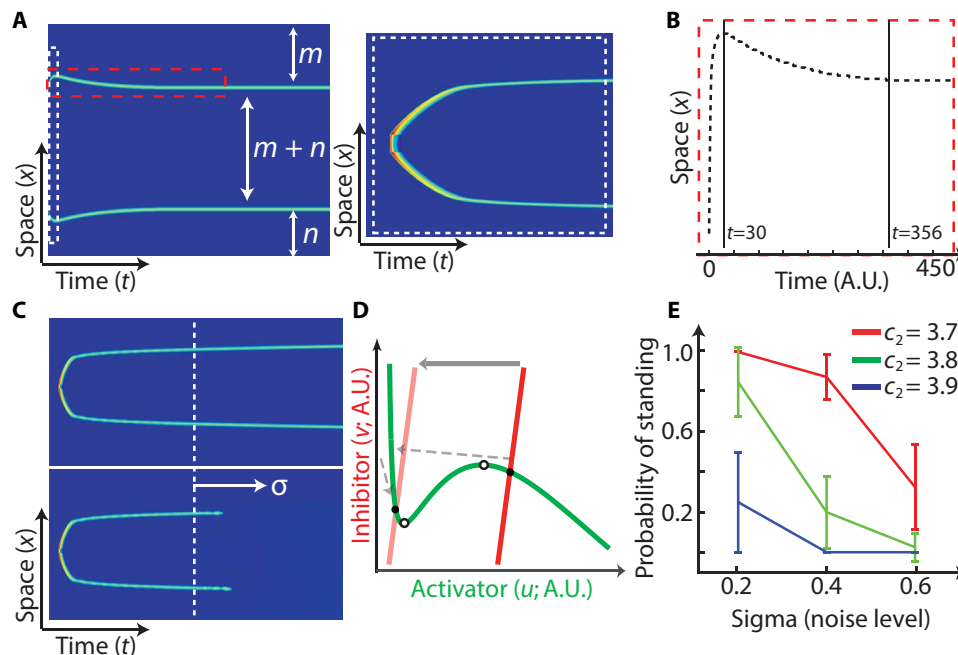 A
m
m + n
n
Space (x)
Time (t)
Space (x)
Time (t)
B
Space (x)
t=30
t=356
0
450
Time (A.U.)
C
σ
Space (x)
Time (t)
D
Inhibitor (v; A.U.)
Activator (u; A.U.)
E
c2 = 3.7
c2 = 3.8
c2 = 3.9
Probability of standing
1.0
0.6
0.2
0.2
0.4
0.6
Sigma (noise level)